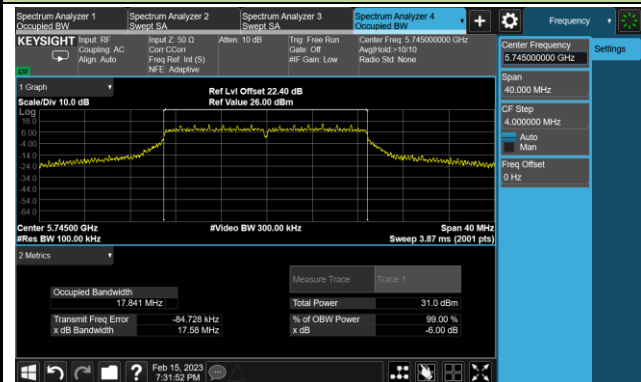 Spectrum Analyzer 1
Occupied BW
Spectrum Analyzer 2
Swept SA
Spectrum Analyzer 3
Swept SA
Spectrum Analyzer 4
Occupied BW
Frequency
KEYSIGHT
Input: RF
Coupling: AC
Align: Auto
Input Z: 50 Ω
Corr CCorr
Freq Ref: Int (S)
NFE: Adaptive
Atten: 10 dB
Trig: Free Run
Gate: Off
#IF Gain: Low
Center Freq: 5.745000000 GHz
Avg|Hold:>10/10
Radio Std: None
LXI
Center Frequency
5.745000000 GHz
Settings
Span
40.000 MHz
CF Step
4.000000 MHz
Auto
Man
Freq Offset
0 Hz
1 Graph
Scale/Div 10.0 dB
Ref Lvl Offset 22.40 dB
Ref Value 26.00 dBm
Log
16.0
6.00
-4.00
-14.0
-24.0
-34.0
-44.0
-54.0
-64.0
Center 5.74500 GHz
#Res BW 100.00 kHz
#Video BW 300.00 kHz
Span 40 MHz
Sweep 3.87 ms (2001 pts)
2 Metrics
Measure Trace
Trace 1
Occupied Bandwidth
17.841 MHz
Total Power
31.0 dBm
Transmit Freq Error
-84.728 kHz
% of OBW Power
99.00 %
x dB Bandwidth
17.58 MHz
x dB
-6.00 dB
Feb 15, 2023
7:31:52 PM